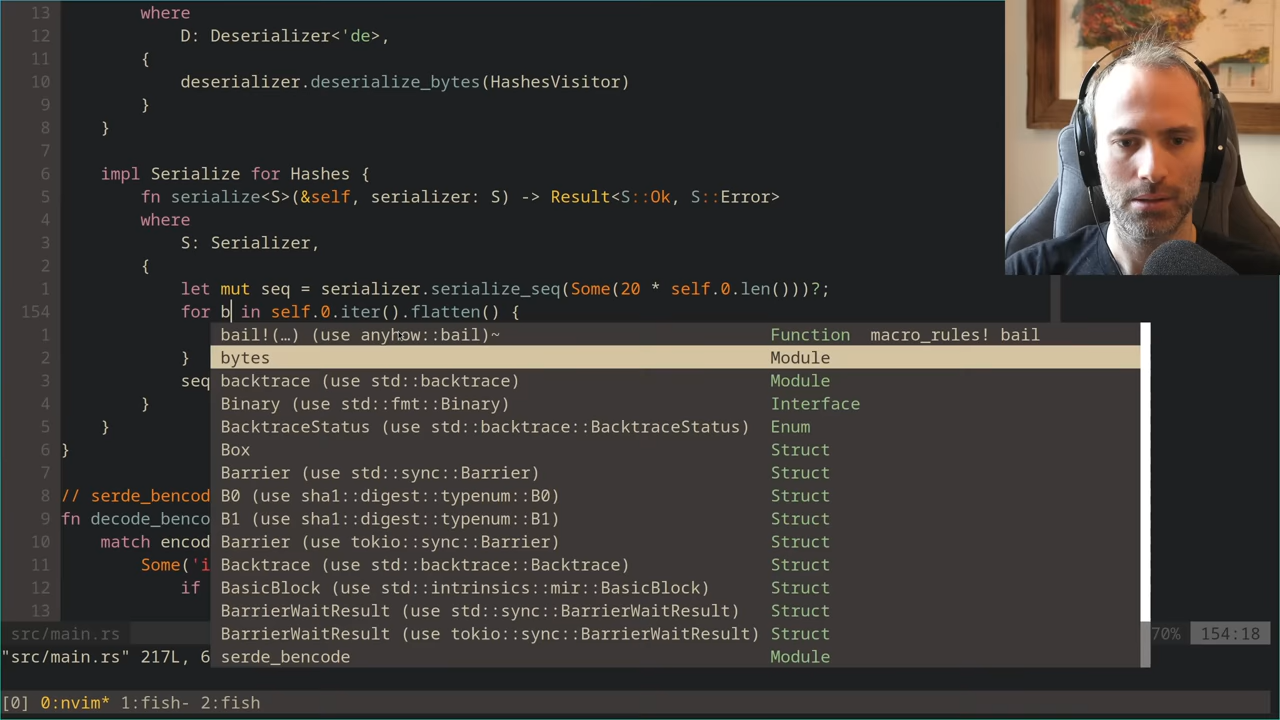 13 where
12 D: Deserializer<'de>,
11 {
10 deserializer.deserialize_bytes(HashesVisitor)
9 }
8 }
7
6 impl Serialize for Hashes {
5 fn serialize<S>(&self, serializer: S) -> Result<S::Ok, S::Error>
4 where
3 S: Serializer,
2 {
1 let mut seq = serializer.serialize_seq(Some(20 * self.0.len()))?;
154 for b in self.0.iter().flatten() {
1 bail!(…) (use anyhow::bail)~ Function macro_rules! bail
2 } bytes Module
3 seq backtrace (use std::backtrace) Module
4 } Binary (use std::fmt::Binary) Interface
5 } BacktraceStatus (use std::backtrace::BacktraceStatus) Enum
6 } Box Struct
7 Barrier (use std::sync::Barrier) Struct
8 // serde_bencod B0 (use sha1::digest::typenum::B0) Struct
9 fn decode_benco B1 (use sha1::digest::typenum::B1) Struct
10 match encod Barrier (use tokio::sync::Barrier) Struct
11 Some('i Backtrace (use std::backtrace::Backtrace) Struct
12 if BasicBlock (use std::intrinsics::mir::BasicBlock) Struct
13 BarrierWaitResult (use std::sync::BarrierWaitResult) Struct
src/main.rs BarrierWaitResult (use tokio::sync::BarrierWaitResult) Struct 70% 154:18
"src/main.rs" 217L, 6 serde_bencode Module
[0] 0:nvim* 1:fish- 2:fish